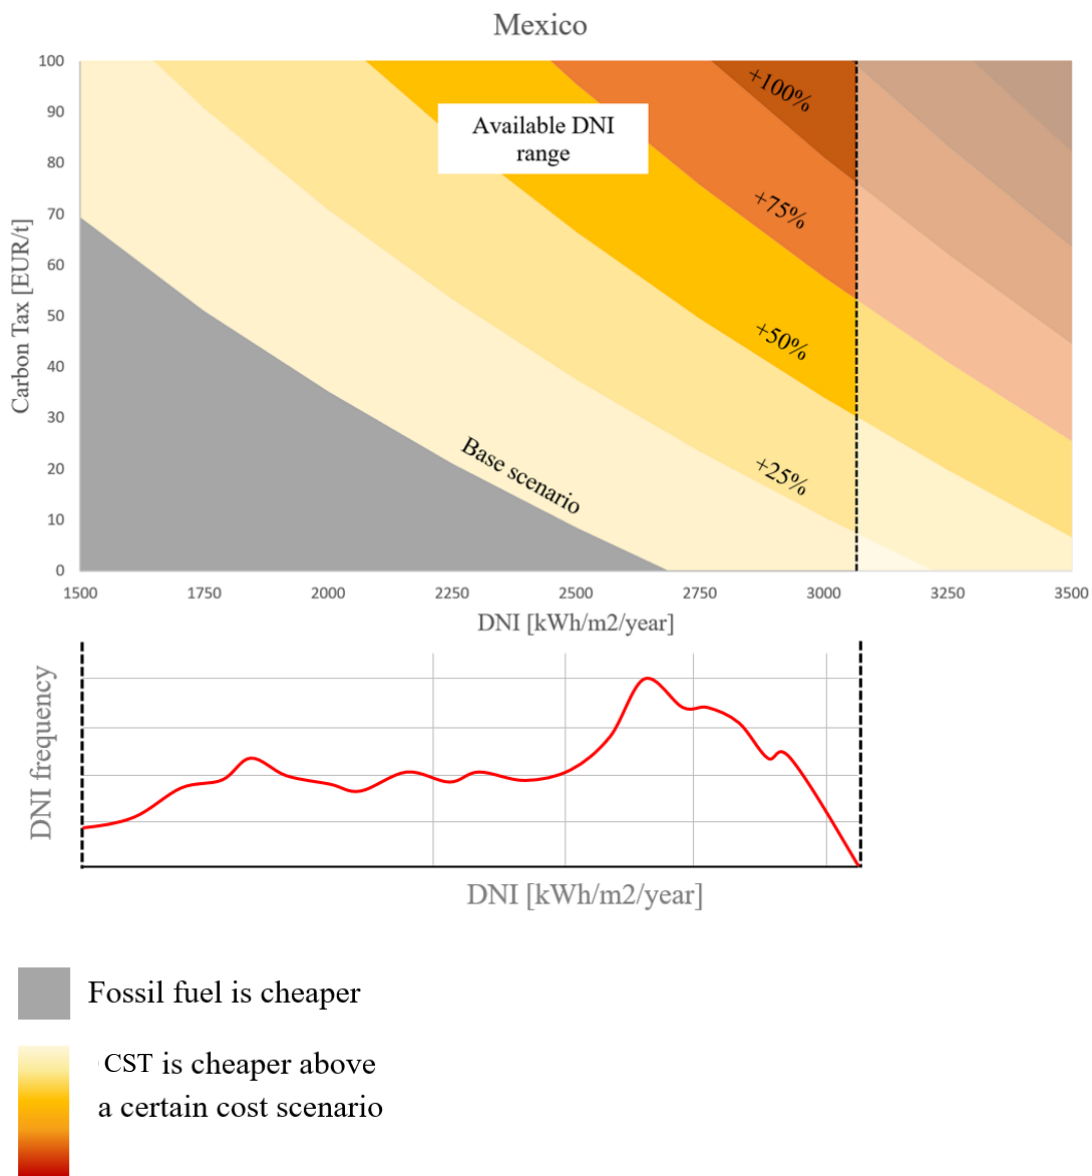 Mexico
100
90
80
70
60
50
40
30
20
10
0
Carbon Tax [EUR/t]
Available DNI
range
+100%
+75%
+50%
+25%
Base scenario
1500 1750 2000 2250 2500 2750 3000 3250 3500
DNI [kWh/m2/year]
DNI frequency
DNI [kWh/m2/year]
Fossil fuel is cheaper
CST is cheaper above
a certain cost scenario